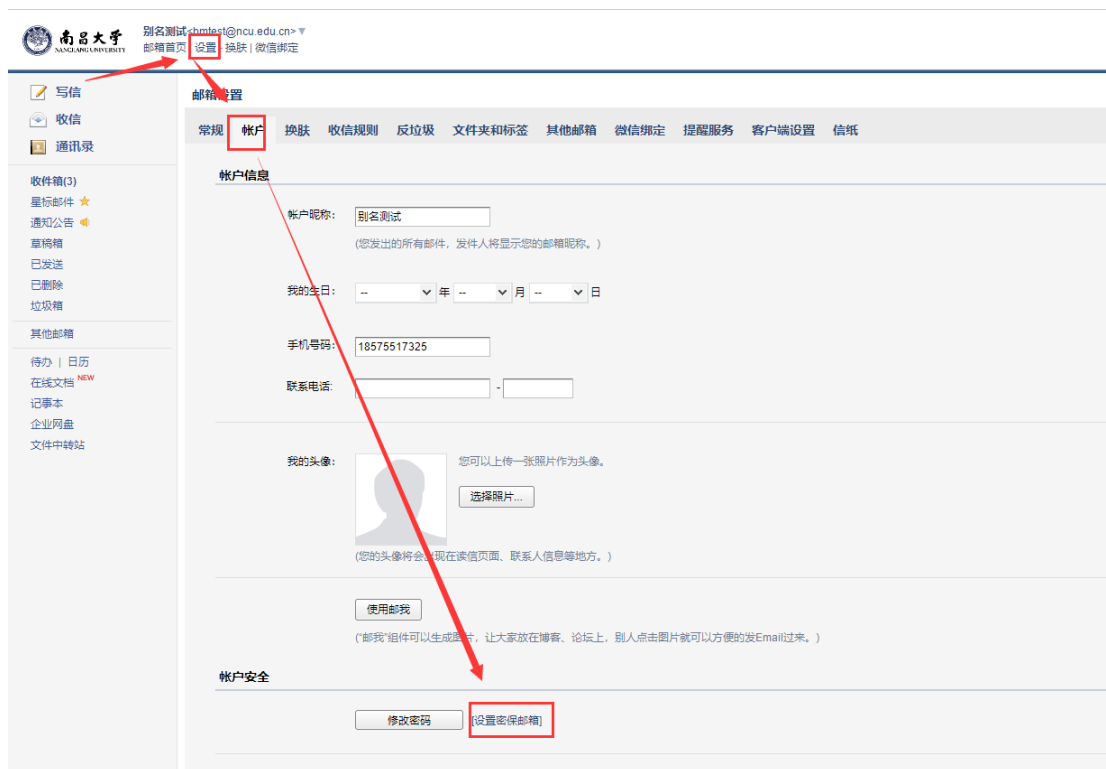 南昌大学
NANCHANG UNIVERSITY
别名测试<bmtest@ncu.edu.cn>
邮箱首页 | 设置 - 换肤 | 微信绑定
写信
收信
通讯录
收件箱(3)
星标邮件
通知公告
草稿箱
已发送
已删除
垃圾箱
其他邮箱
待办 | 日历
在线文档 NEW
记事本
企业网盘
文件中转站
邮箱设置
常规 帐户 换肤 收信规则 反垃圾 文件夹和标签 其他邮箱 微信绑定 提醒服务 客户端设置 信纸
帐户信息
帐户昵称: 别名测试
(您发出的所有邮件，发件人将显示您的邮箱昵称。)
我的生日: -- 年 -- 月 -- 日
手机号码: 18575517325
联系电话: -
我的头像: 您可以上传一张照片作为头像。
选择照片...
(您的头像将会出现在读信页面、联系人信息等地方。)
使用邮我
("邮我"组件可以生成图片，让大家放在博客、论坛上，别人点击图片就可以方便的发Email过来。)
帐户安全
修改密码 [设置密保邮箱]